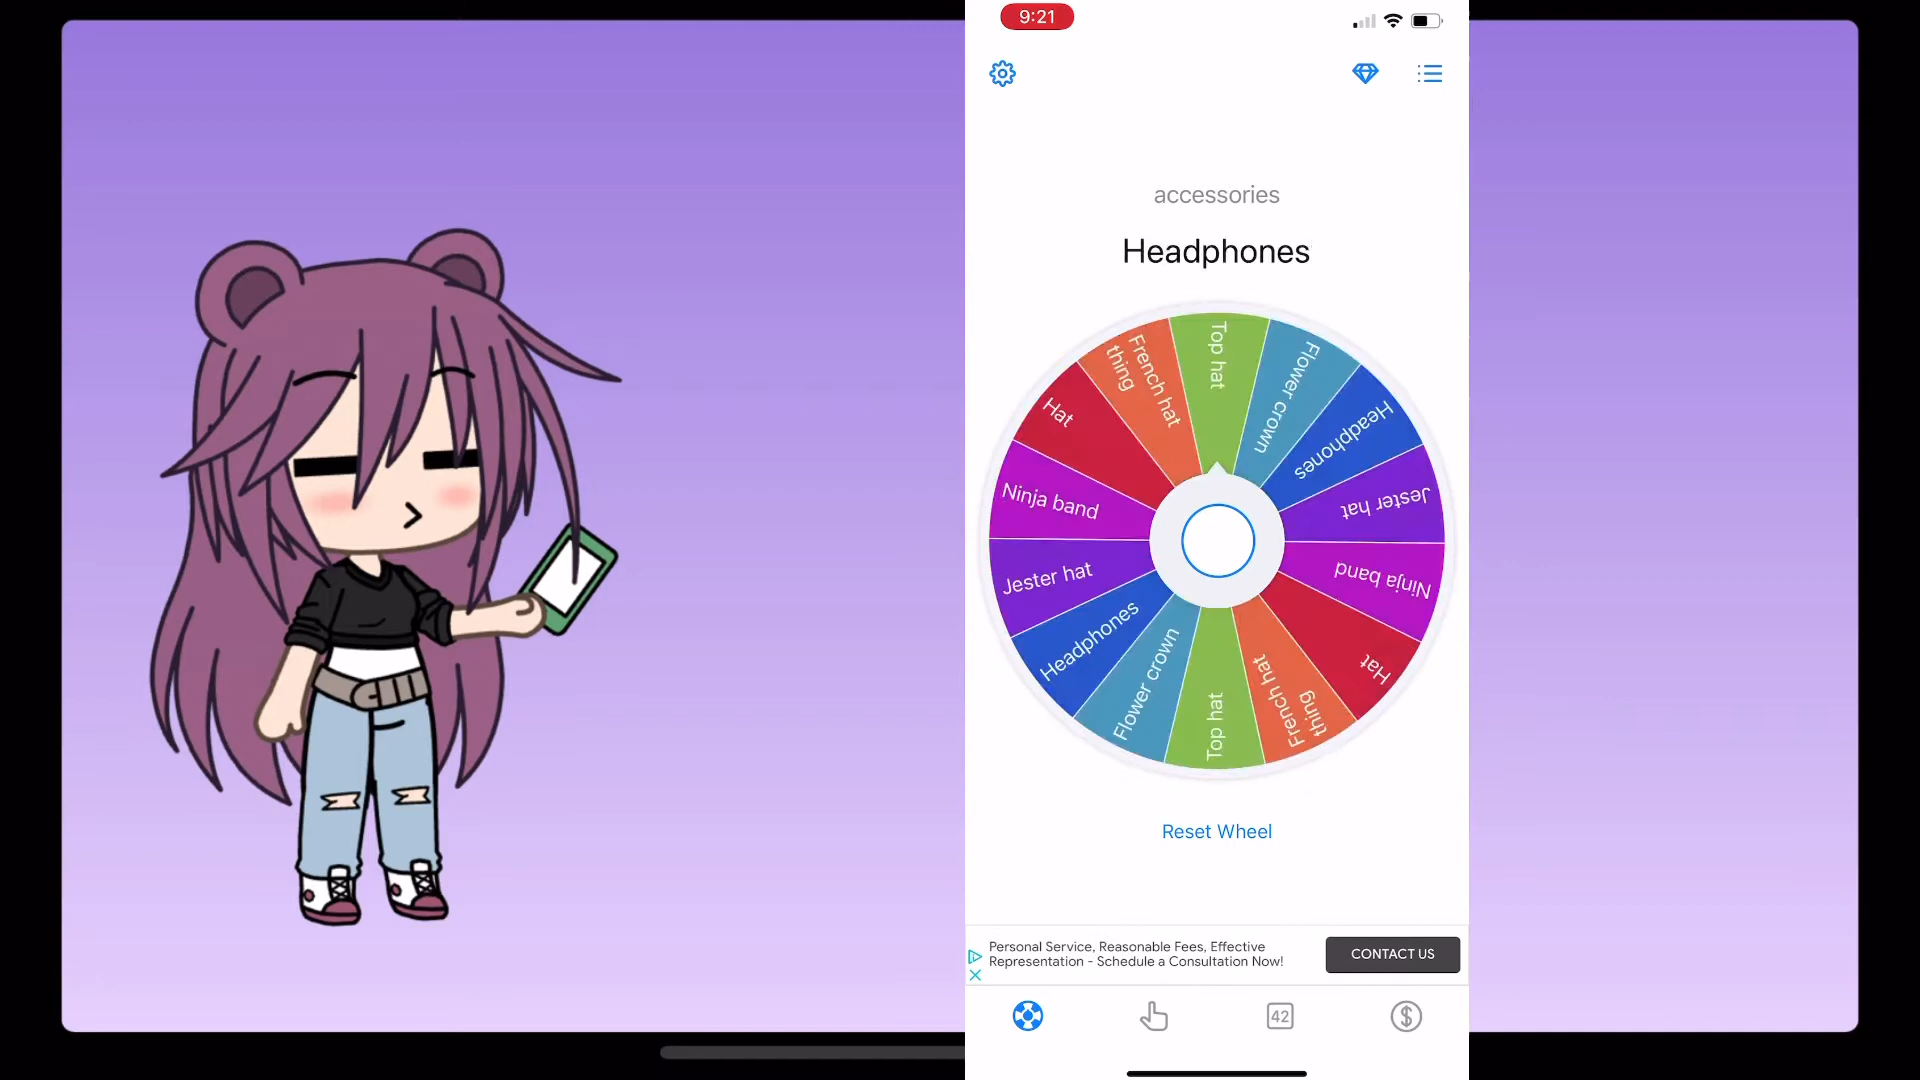 9:21
accessories
Headphones
Top hat
Flower crown
Headphones
Jester hat
Ninja band
Hat
French hat
thing
Top hat
Flower crown
Headphones
Jester hat
Ninja band
Hat
French hat
thing
Reset Wheel
Personal Service, Reasonable Fees, Effective
Representation - Schedule a Consultation Now!
CONTACT US
42